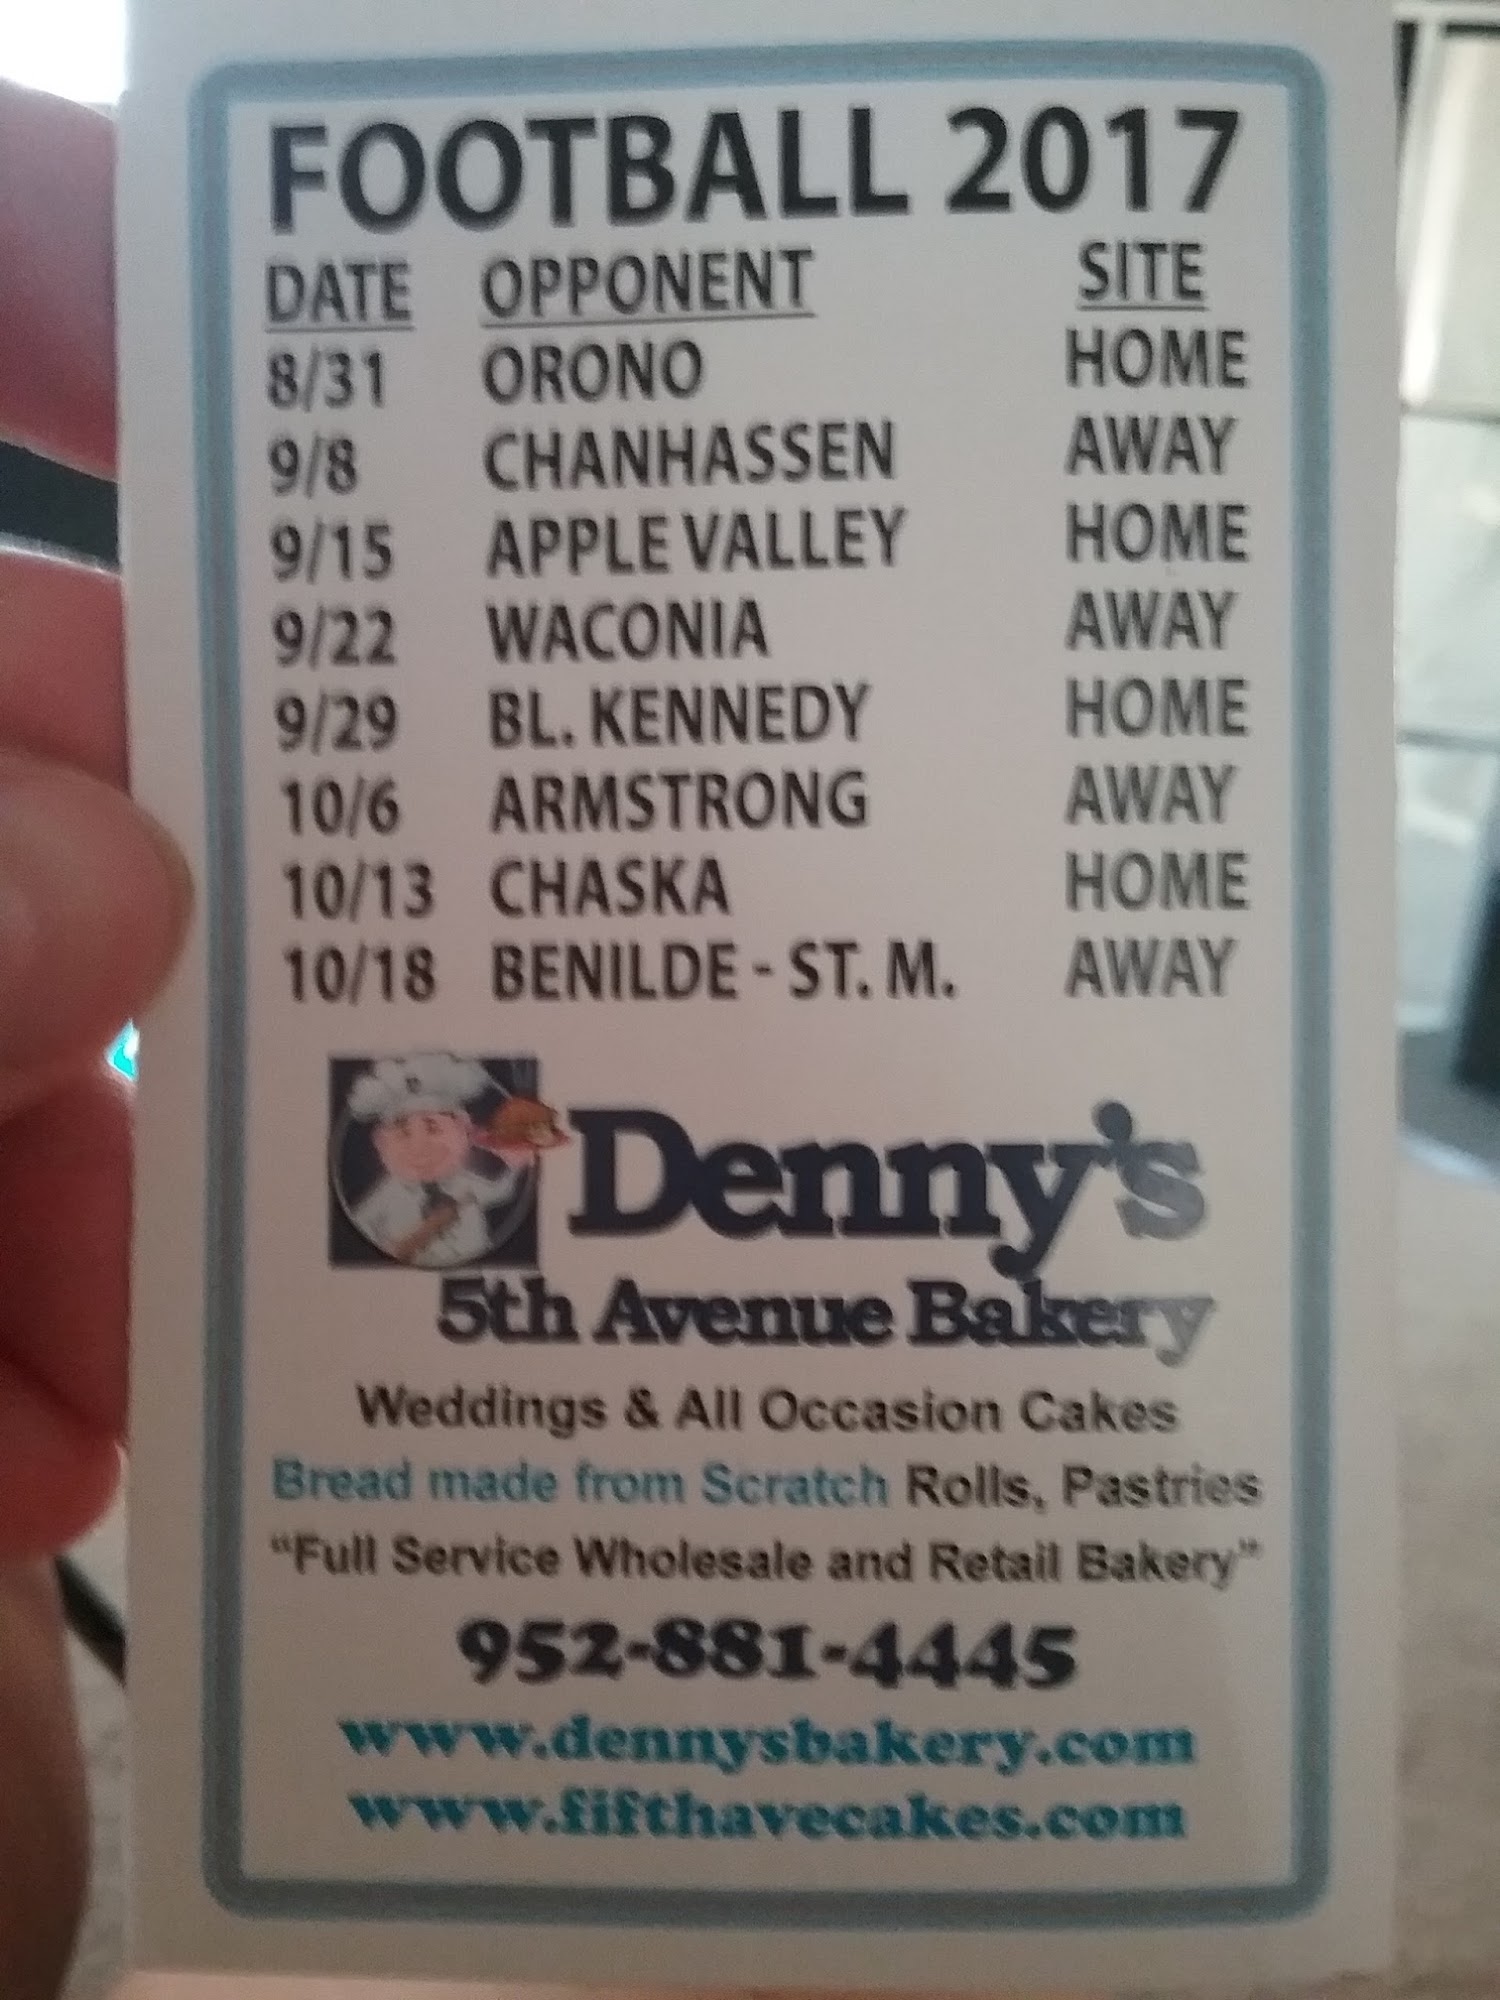 FOOTBALL 2017
DATE OPPONENT SITE
8/31 ORONO HOME
9/8 CHANHASSEN AWAY
9/15 APPLE VALLEY HOME
9/22 WACONIA AWAY
9/29 BL. KENNEDY HOME
10/6 ARMSTRONG AWAY
10/13 CHASKA HOME
10/18 BENILDE - ST. M. AWAY
Denny's
5th Avenue Bakery
Weddings & All Occasion Cakes
Bread made from Scratch Rolls, Pastries
"Full Service Wholesale and Retail Bakery"
952-881-4445
www.dennysbakery.com
www.fifthavecakes.com